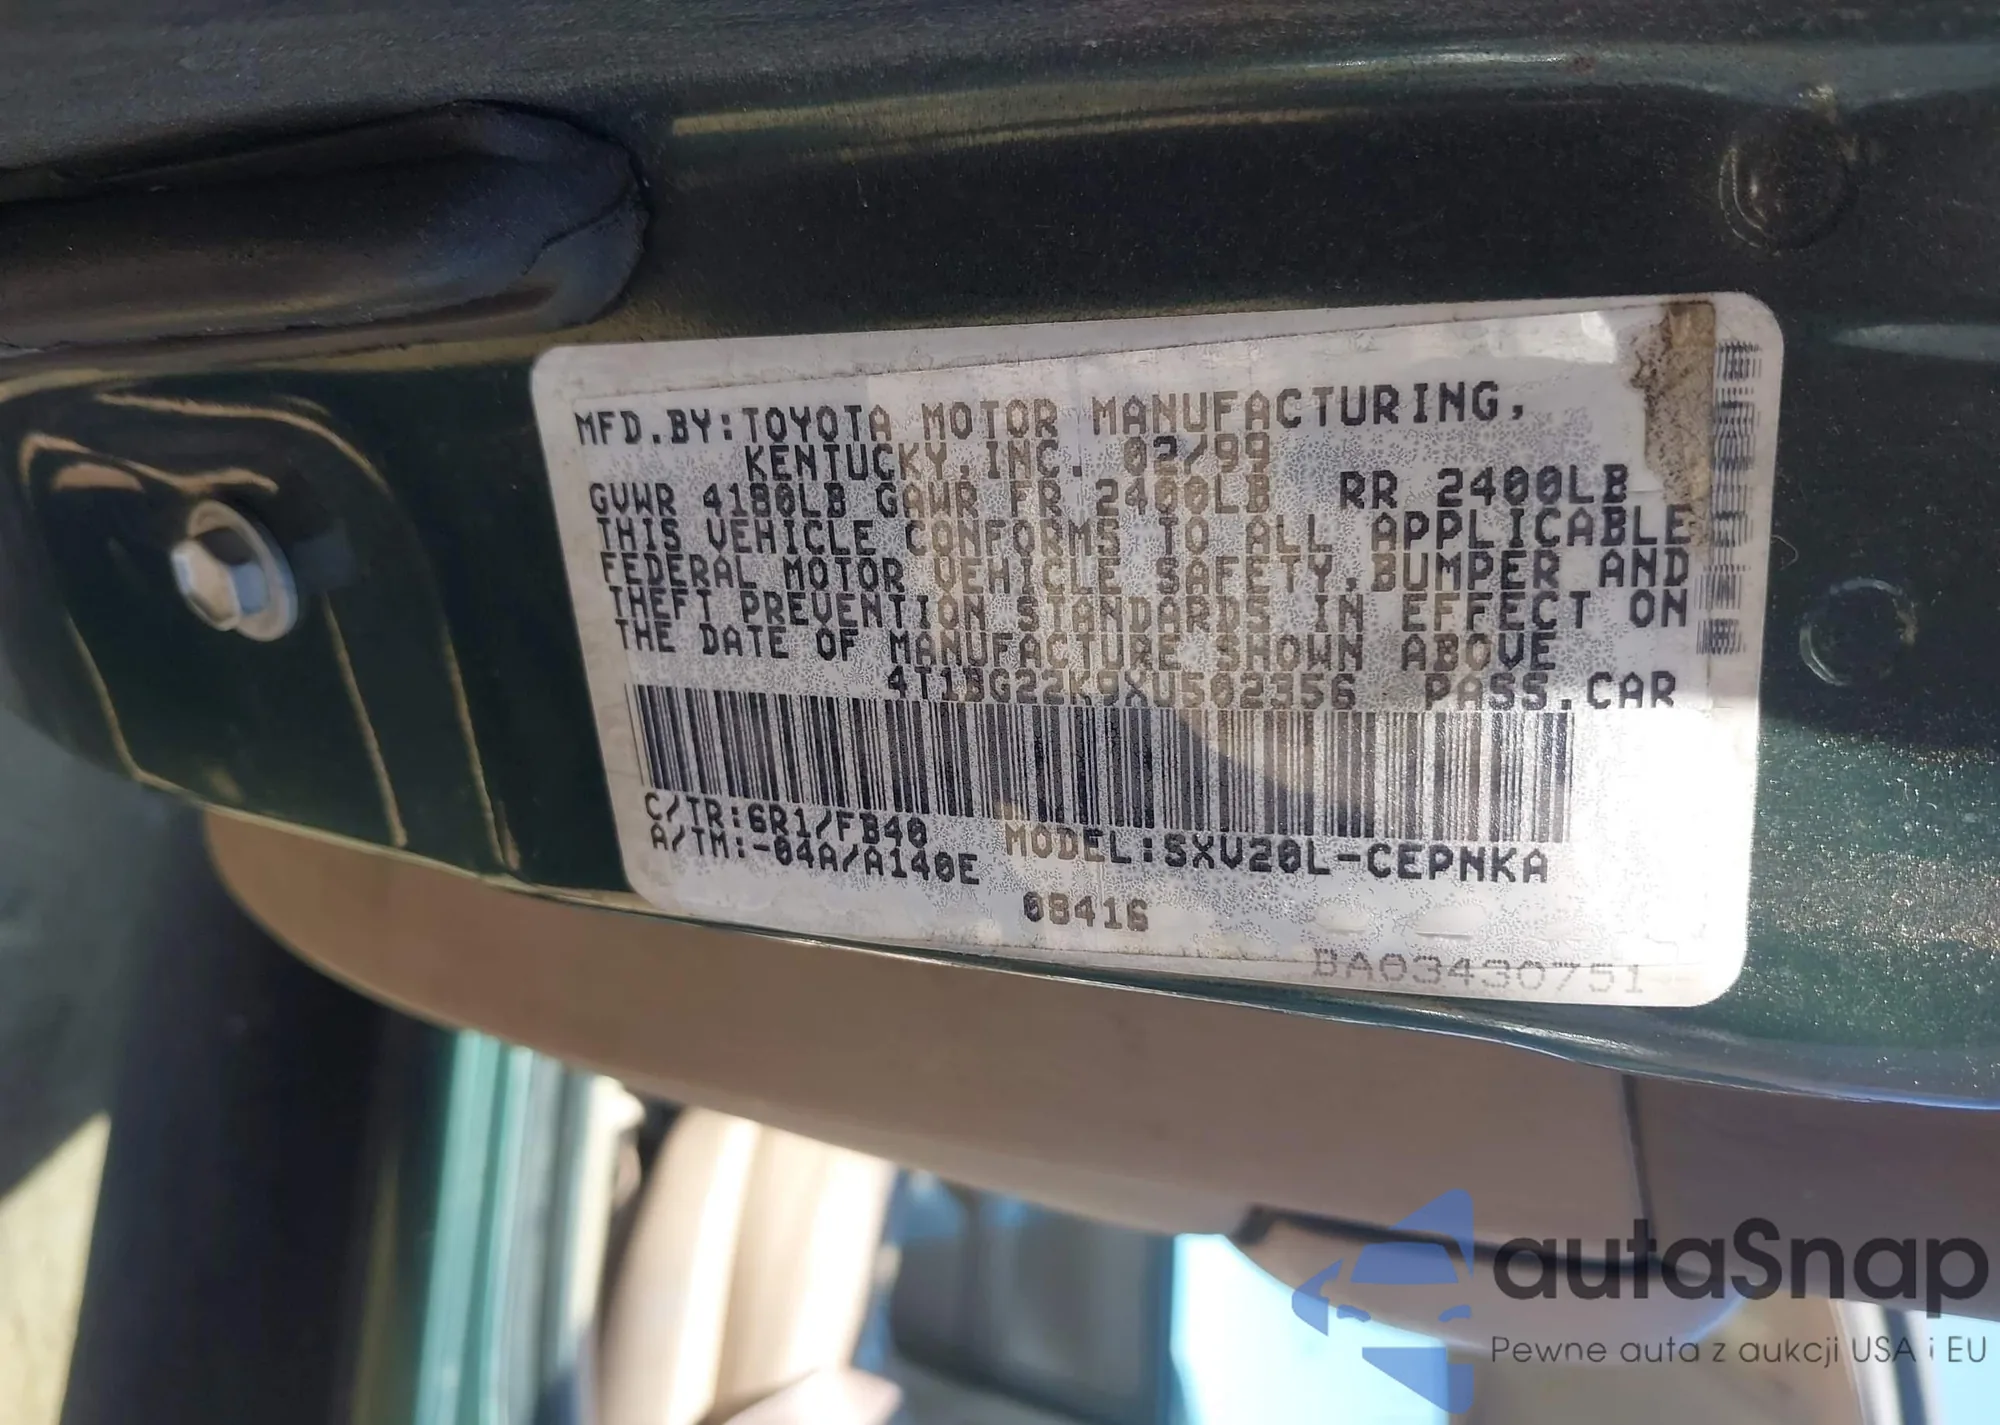 MFD.BY:TOYOTA MOTOR MANUFACTURING,
KENTUCKY,INC. 02/99
GVWR 4180LB GAWR FR 2400LB RR 2400LB
THIS VEHICLE CONFORMS TO ALL APPLICABLE
FEDERAL MOTOR VEHICLE SAFETY,BUMPER AND
THEFT PREVENTION STANDARDS IN EFFECT ON
THE DATE OF MANUFACTURE SHOWN ABOVE
4T1BG22K9XU502356 PASS.CAR
C/TR:6R1/FB40
A/TM:-04A/A140E MODEL:SXV20L-CEPNKA
08416
BA03430751
autaSnap
Pewne auta z aukcji USA i EU